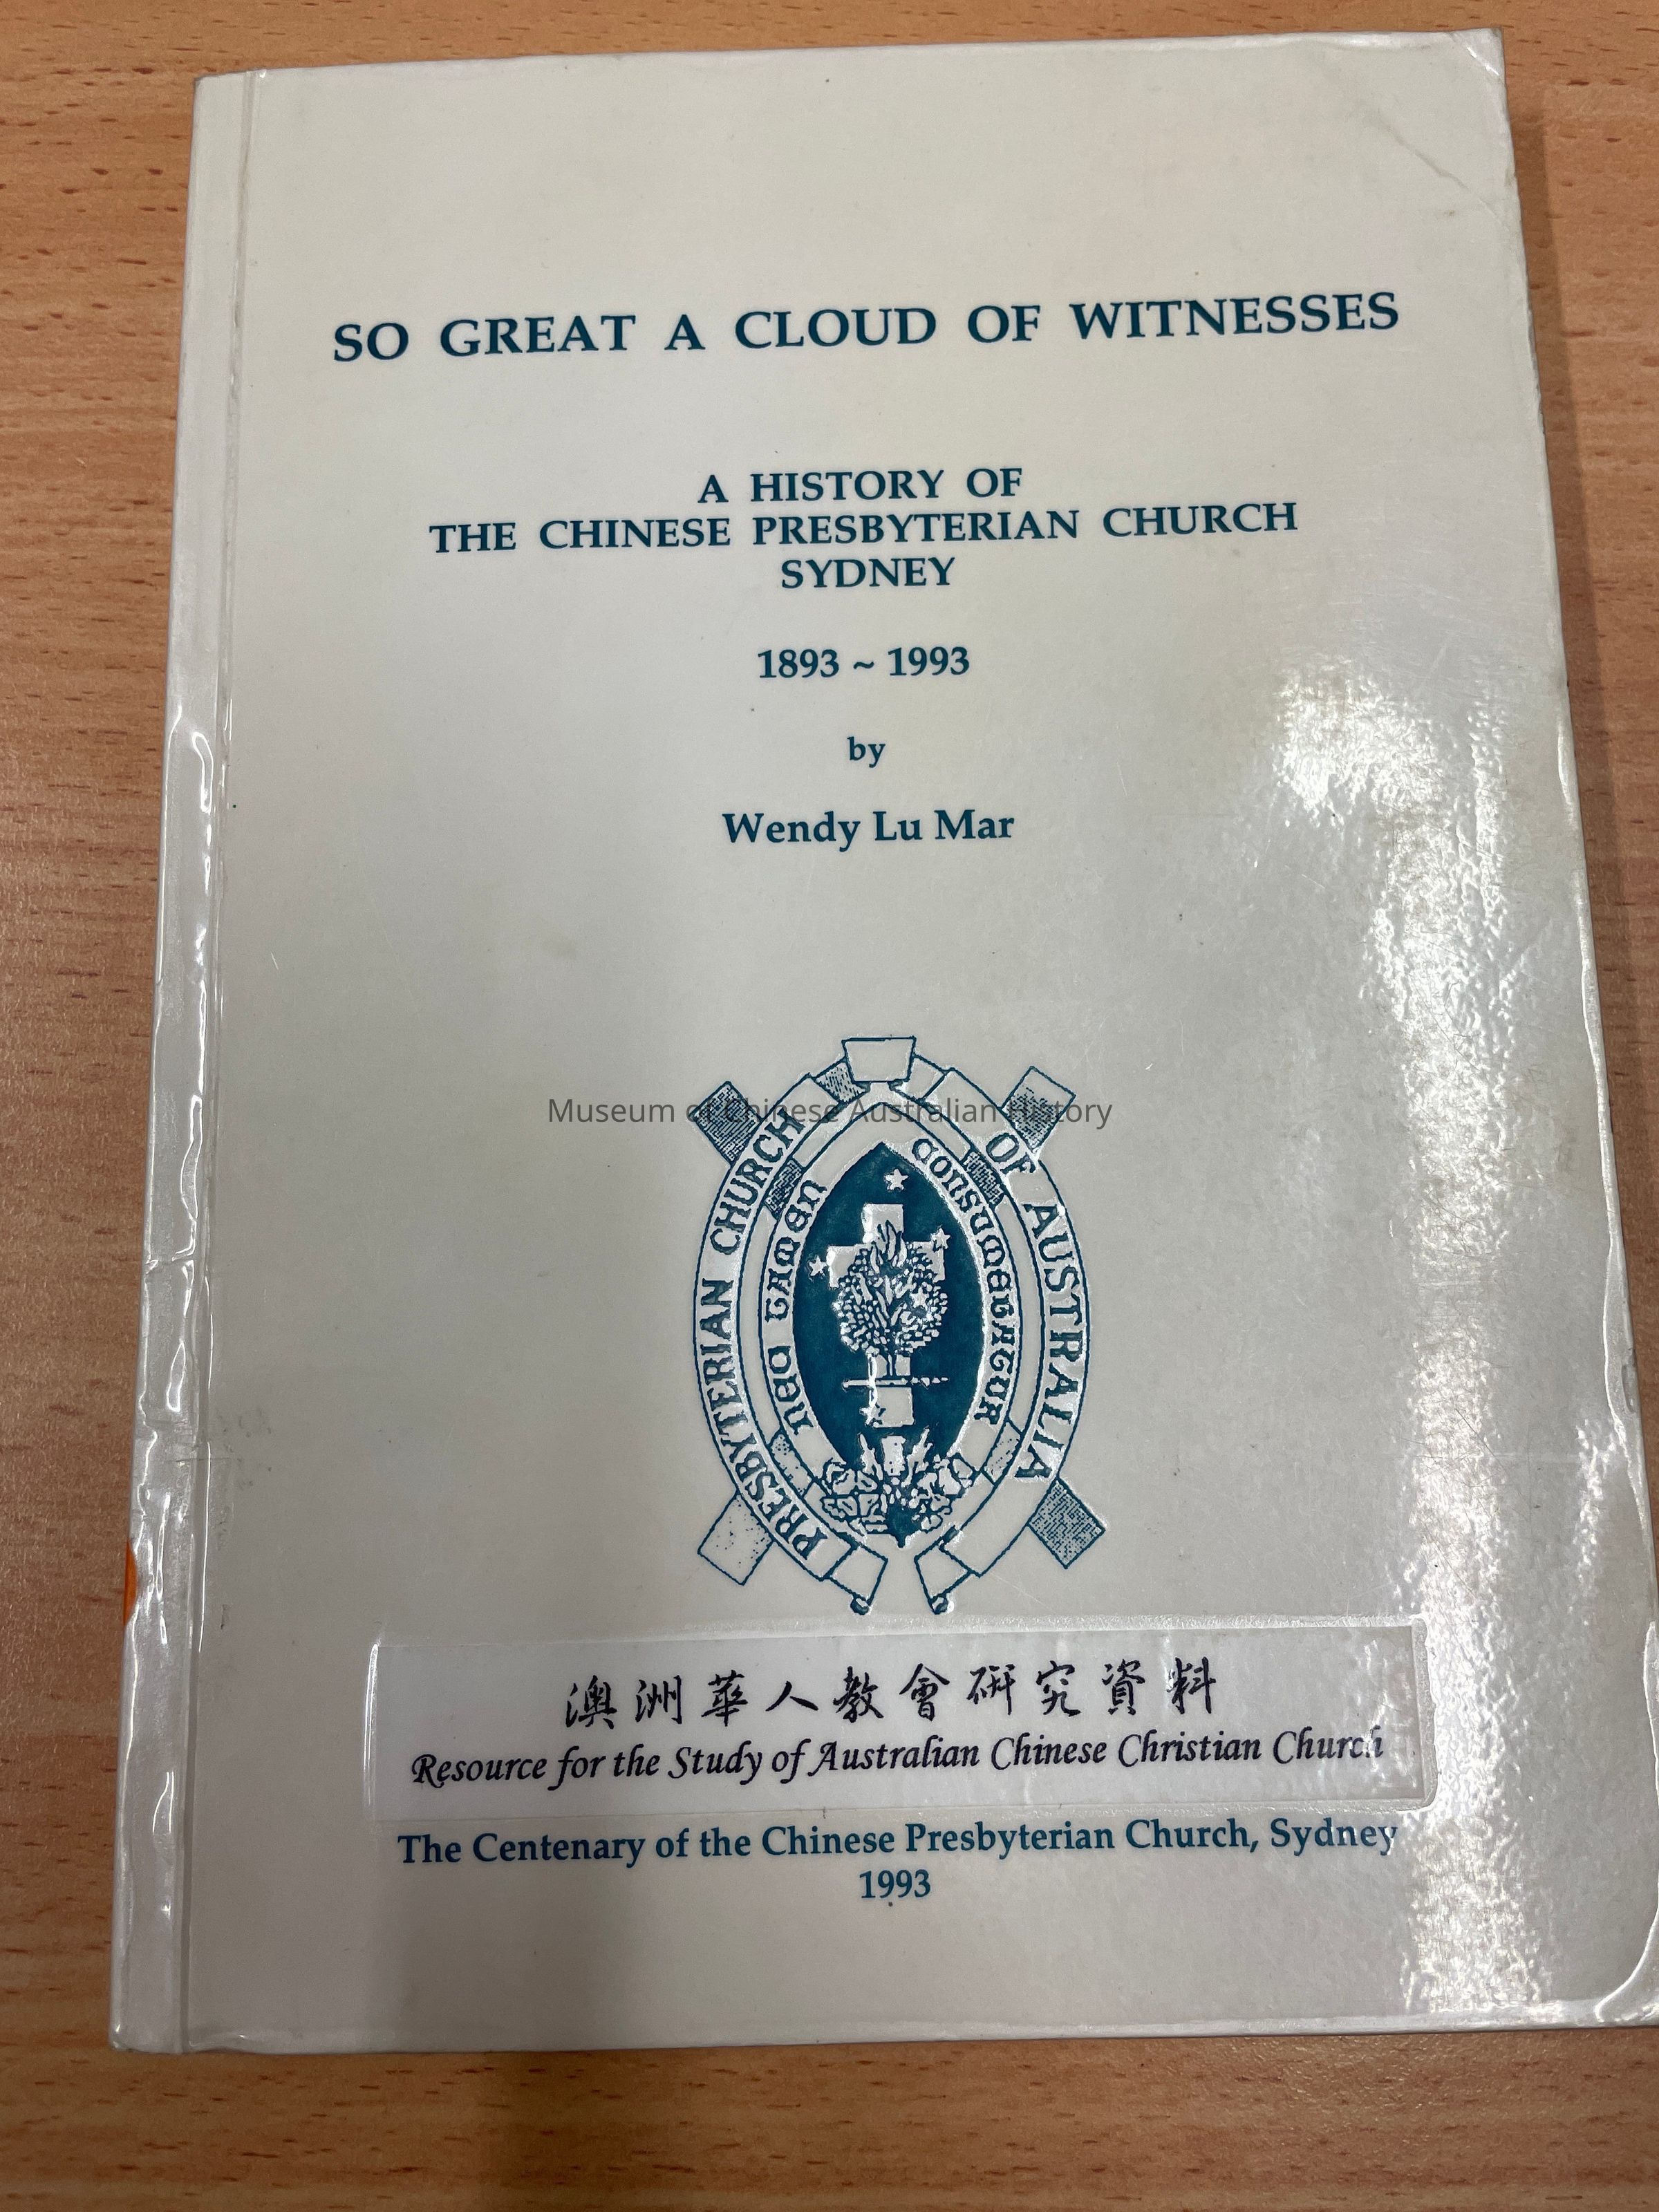 SO GREAT A CLOUD OF WITNESSES
A HISTORY OF
THE CHINESE PRESBYTERIAN CHURCH
SYDNEY
1893 ~ 1993
by
Wendy Lu Mar
Museum of Chinese Australian History
PRESBYTERIAN CHURCH OF AUSTRALIA
NEC TAMEN CONSUMEBATUR
澳洲華人教會研究資料
Resource for the Study of Australian Chinese Christian Church
The Centenary of the Chinese Presbyterian Church, Sydney
1993